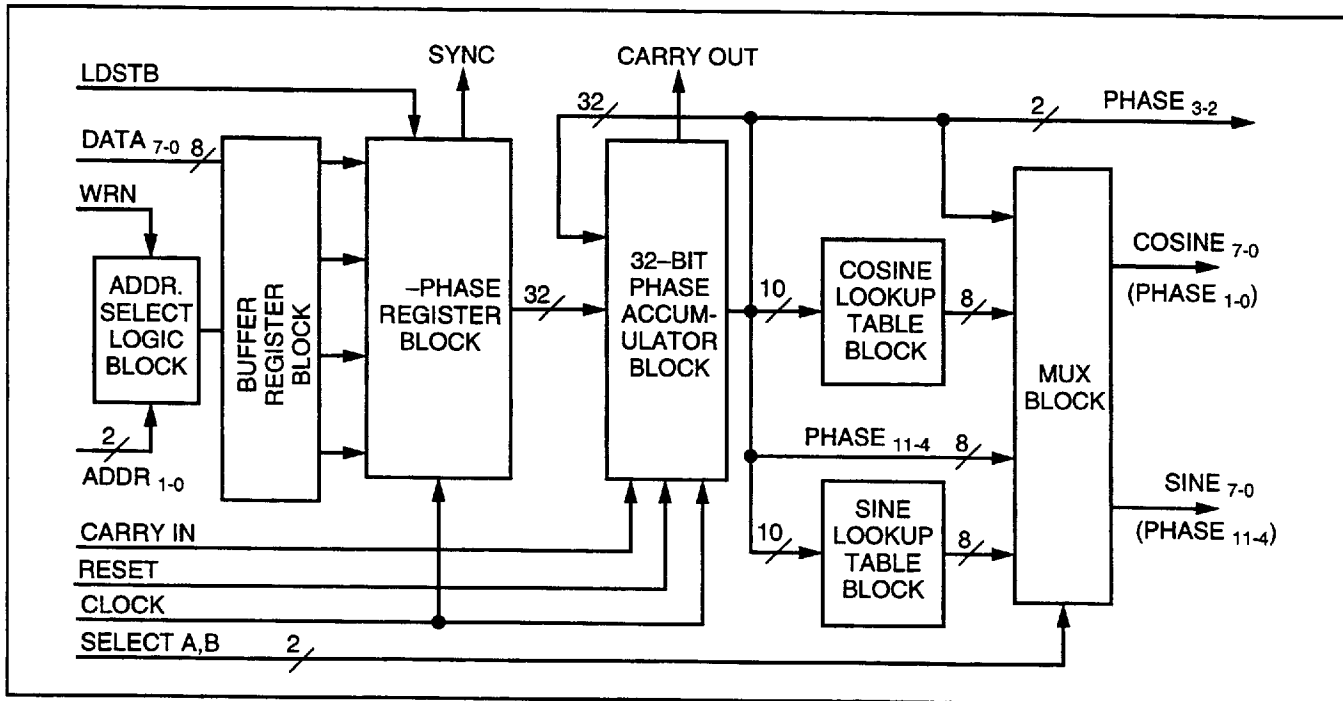 SYNC
CARRY OUT
LDSTB
32
2
PHASE 3-2
DATA 7-0
8
WRN
ADDR.
SELECT
LOGIC
BLOCK
2
ADDR 1-0
BUFFER
REGISTER
BLOCK
–PHASE
REGISTER
BLOCK
32
32–BIT
PHASE
ACCUM-
ULATOR
BLOCK
10
COSINE
LOOKUP
TABLE
BLOCK
8
PHASE 11-4
8
10
SINE
LOOKUP
TABLE
BLOCK
8
MUX
BLOCK
COSINE 7-0
(PHASE 1-0)
SINE 7-0
(PHASE 11-4)
CARRY IN
RESET
CLOCK
SELECT A,B
2